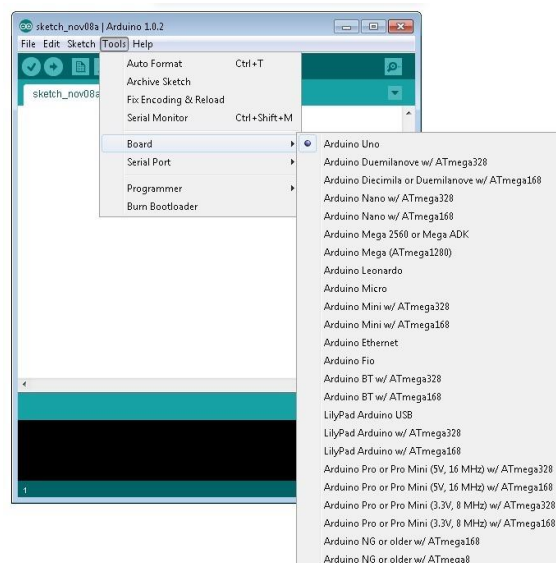 sketch_nov08a | Arduino 1.0.2
File Edit Sketch Tools Help
sketch_nov08a
Auto Format Ctrl+T
Archive Sketch
Fix Encoding & Reload
Serial Monitor Ctrl+Shift+M
Board
Serial Port
Programmer
Burn Bootloader
Arduino Uno
Arduino Duemilanove w/ ATmega328
Arduino Diecimila or Duemilanove w/ ATmega168
Arduino Nano w/ ATmega328
Arduino Nano w/ ATmega168
Arduino Mega 2560 or Mega ADK
Arduino Mega (ATmega1280)
Arduino Leonardo
Arduino Micro
Arduino Mini w/ ATmega328
Arduino Mini w/ ATmega168
Arduino Ethernet
Arduino Fio
Arduino BT w/ ATmega328
Arduino BT w/ ATmega168
LilyPad Arduino USB
LilyPad Arduino w/ ATmega328
LilyPad Arduino w/ ATmega168
Arduino Pro or Pro Mini (5V, 16 MHz) w/ ATmega328
Arduino Pro or Pro Mini (5V, 16 MHz) w/ ATmega168
Arduino Pro or Pro Mini (3.3V, 8 MHz) w/ ATmega328
Arduino Pro or Pro Mini (3.3V, 8 MHz) w/ ATmega168
Arduino NG or older w/ ATmega168
Arduino NG or older w/ ATmega8
1